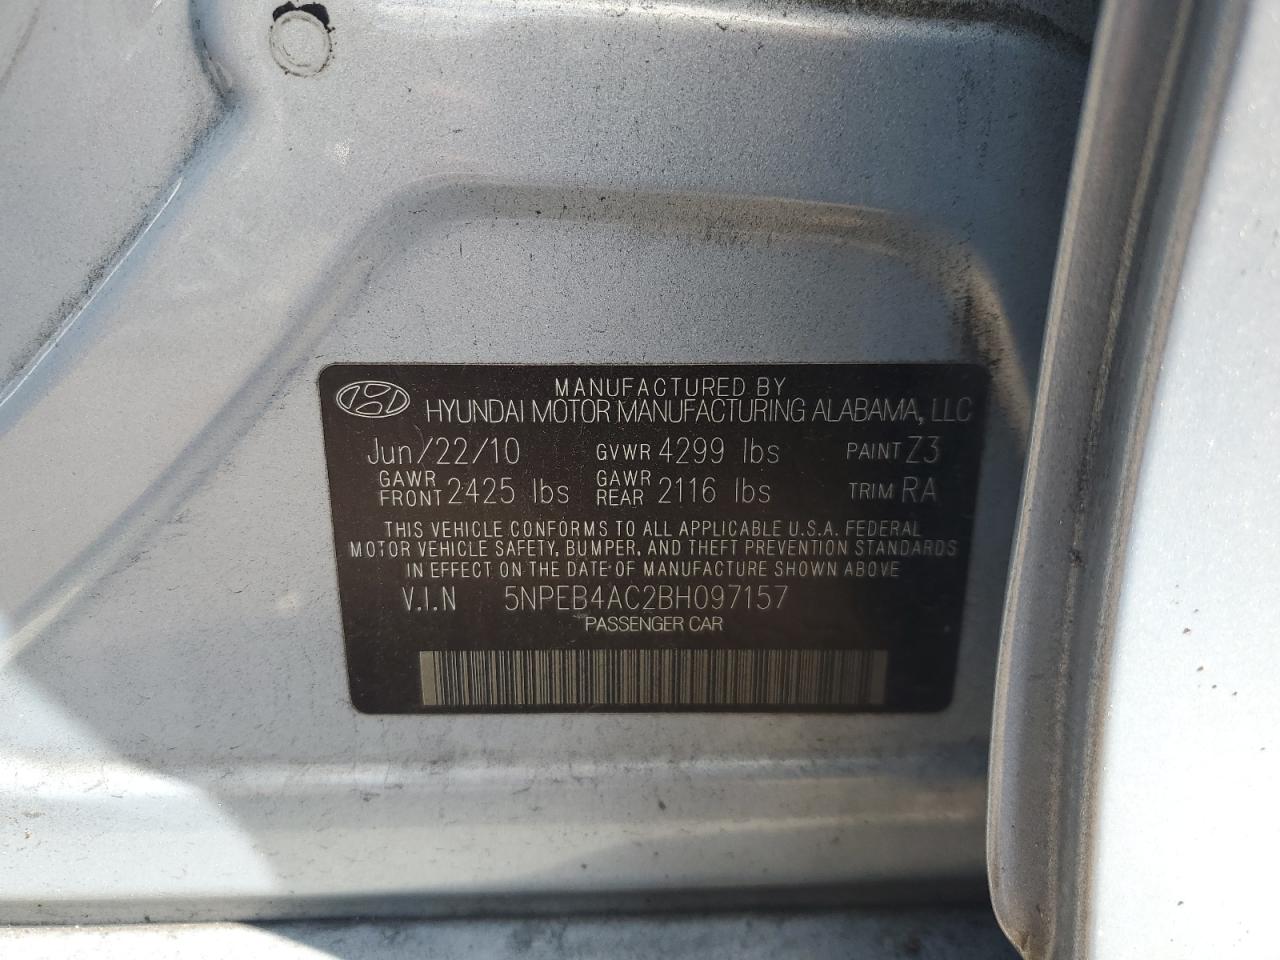 MANUFACTURED BY
HYUNDAI MOTOR MANUFACTURING ALABAMA, LLC
Jun/22/10 GVWR 4299 lbs PAINT Z3
GAWR FRONT 2425 lbs GAWR REAR 2116 lbs TRIM RA
THIS VEHICLE CONFORMS TO ALL APPLICABLE U.S.A. FEDERAL
MOTOR VEHICLE SAFETY, BUMPER, AND THEFT PREVENTION STANDARDS
IN EFFECT ON THE DATE OF MANUFACTURE SHOWN ABOVE
V.I.N 5NPEB4AC2BH097157
PASSENGER CAR